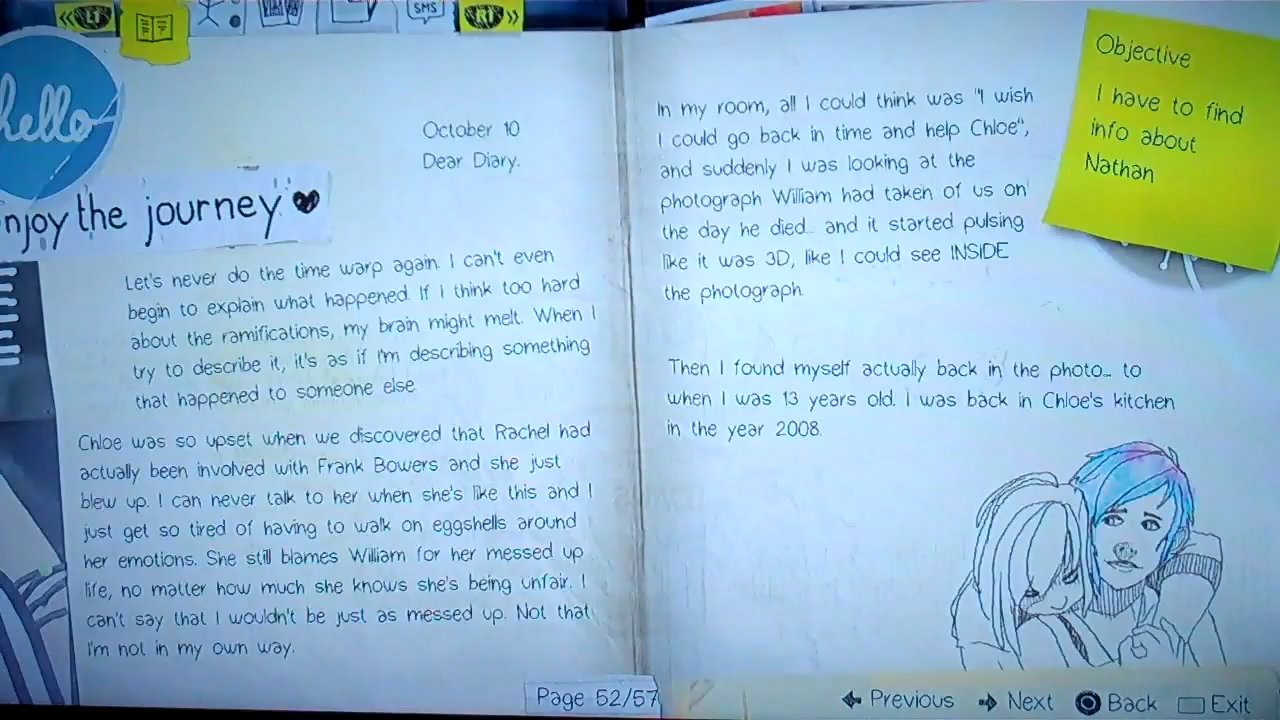 LT
SMS
RT
hello
njoy the journey
October 10
Dear Diary.
Let's never do the time warp again. I can't even
begin to explain what happened. If I think too hard
about the ramifications, my brain might melt. When I
try to describe it, it's as if I'm describing something
that happened to someone else.
Chloe was so upset when we discovered that Rachel had
actually been involved with Frank Bowers and she just
blew up. I can never talk to her when she's like this and I
just get so tired of having to walk on eggshells around
her emotions. She still blames William for her messed up
life, no matter how much she knows she's being unfair. I
can't say that I wouldn't be just as messed up. Not that
I'm not in my own way.
In my room, all I could think was "I wish
I could go back in time and help Chloe",
and suddenly I was looking at the
photograph William had taken of us on
the day he died... and it started pulsing
like it was 3D, like I could see INSIDE
the photograph.
Then I found myself actually back in the photo... to
when I was 13 years old. I was back in Chloe's kitchen
in the year 2008.
Objective
I have to find
info about
Nathan
Page 52/57
Previous
Next
Back
Exit